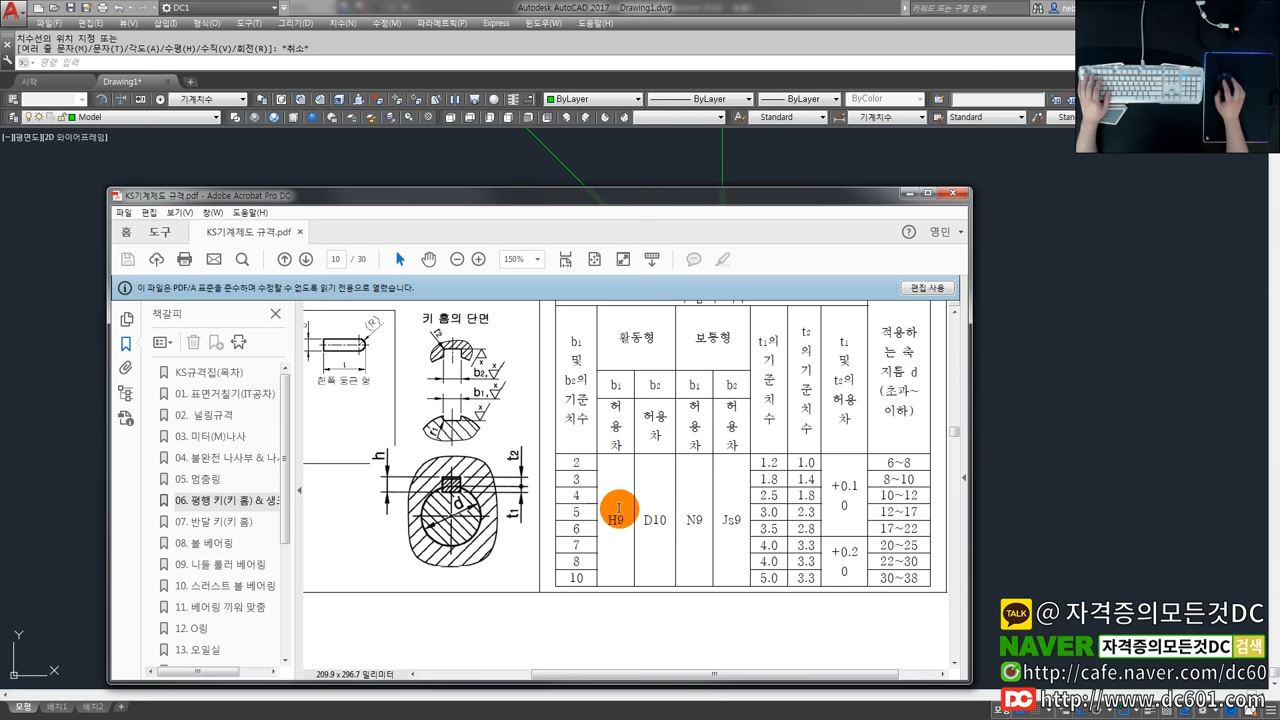 DC1
Autodesk AutoCAD 2017 Drawing1.dwg
키워드 또는 구
파일(F) 편집(E) 뷰(V) 삽입(I) 형식(O) 도구(T) 그리기(D) 치수(N) 수정(M) 파라메트릭(P) Express 윈도우(W) 도움말(H)
치수선의 위치 지정 또는
[여러 줄 문자(M)/문자(T)/각도(A)/수평(H)/수직(V)/회전(R)]: *취소*
명령 입력
시작 Drawing1*
기계치수 ByLayer ByLayer ByLayer ByColor
Model Standard 기계치수 Standard
[-][평면도][2D 와이어프레임]
KS기계제도 규격.pdf - Adobe Acrobat Pro DC
파일 편집 보기(V) 창(W) 도움말(H)
홈 도구 KS기계제도 규격.pdf × 영민
10 / 30 150%
이 파일은 PDF/A 표준을 준수하며 수정할 수 없도록 읽기 전용으로 열렸습니다. 편집 사용
책갈피
KS규격집(목차)
01. 표면거칠기(IT공차)
02. 널링규격
03. 미터(M)나사
04. 불완전 나사부 & 나
05. 멈춤링
06. 평행 키(키 홈) & 생
07. 반달 키(키 홈)
08. 볼 베어링
09. 니들 롤러 베어링
10. 스러스트 볼 베어링
11. 베어링 끼워 맞춤
12. O링
13. 오일실
(R)
l
한쪽 둥근 형
키 홈의 단면
r2
b2,
b1,
r1
h
d
t2
t1
b1 및 b2의 기준 치수
활동형 보통형
b1 b2 b1 b2
허용차 허용차 허용차 허용차
t1의 기준치수
t2의 기준치수
t1 및 t2의 허용차
적용하는 축 지름 d (초과~이하)
2 1.2 1.0 6~8
3 1.8 1.4 8~10
4 2.5 1.8 10~12
5 3.0 2.3 12~17
6 3.5 2.8 17~22
7 4.0 3.3 20~25
8 4.0 3.3 22~30
10 5.0 3.3 30~38
H9 D10 N9 Js9
+0.1
0
+0.2
0
209.9 x 296.7 밀리미터
Y
X
모형 배치1 배치2
TALK @ 자격증의모든것DC
NAVER 자격증의모든것DC 검색
http://cafe.naver.com/dc60
DC http://www.dc601.com/